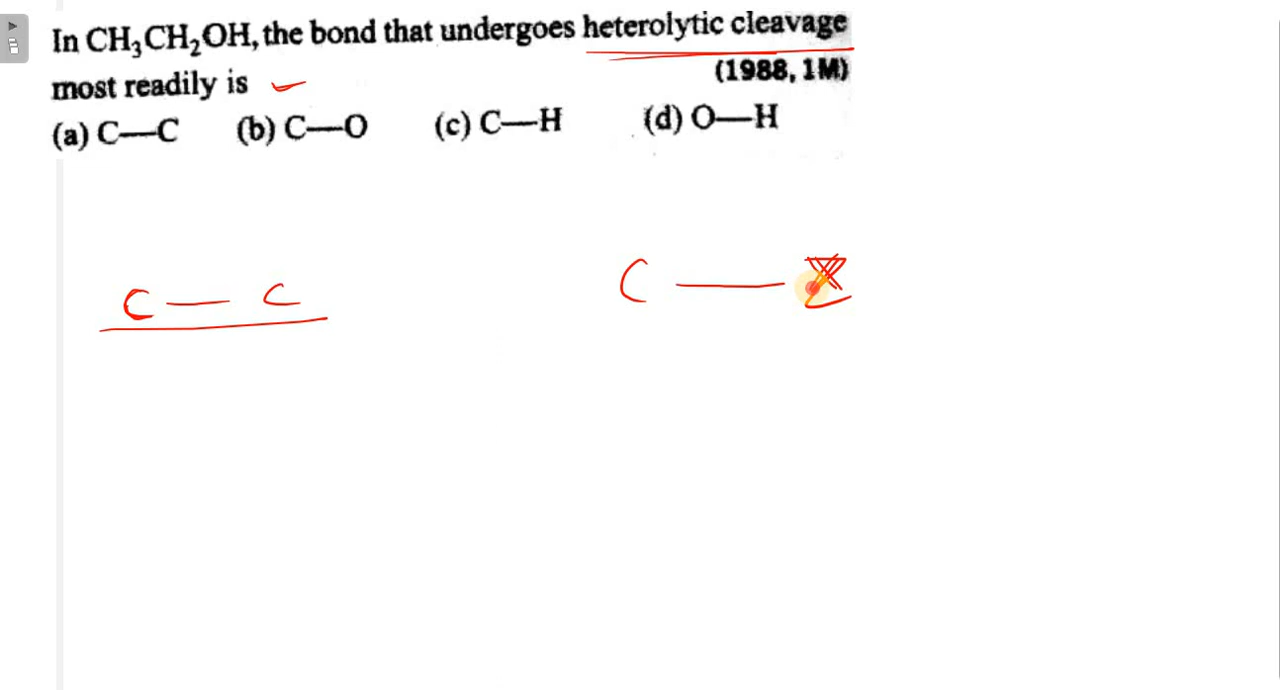 In CH₃CH₂OH, the bond that undergoes heterolytic cleavage
most readily is
(1988, 1M)
(a) C—C (b) C—O (c) C—H (d) O—H
C — C
C —